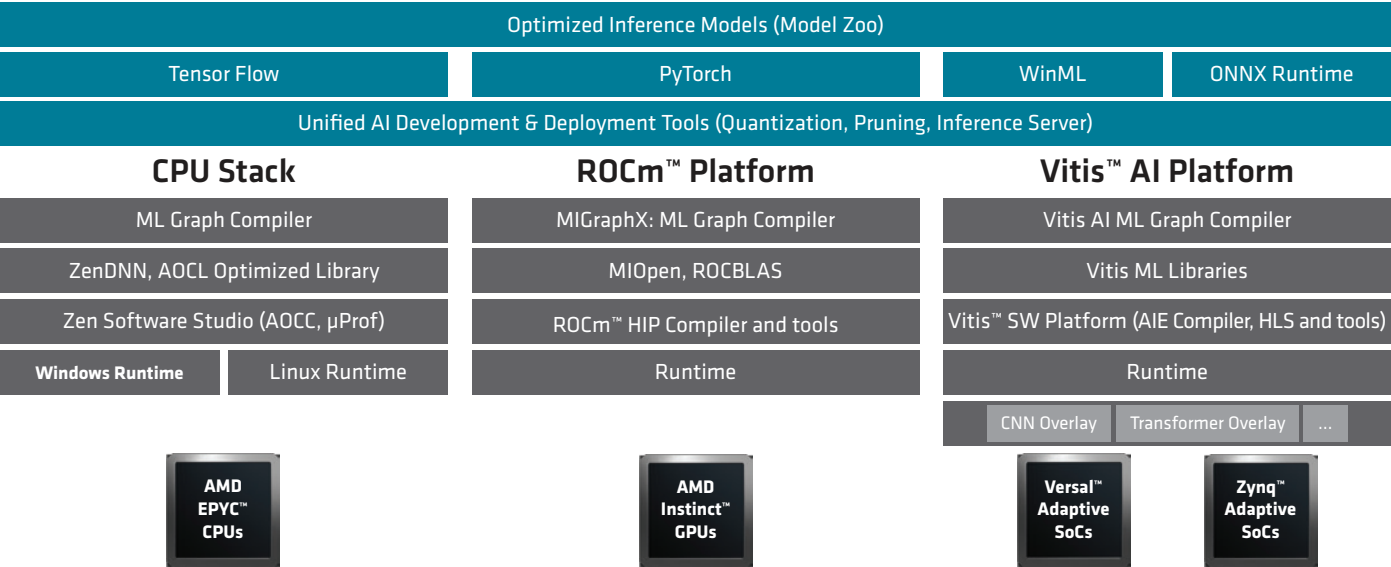 Optimized Inference Models (Model Zoo)
Tensor Flow
PyTorch
WinML
ONNX Runtime
Unified AI Development & Deployment Tools (Quantization, Pruning, Inference Server)
CPU Stack
ROCm™ Platform
Vitis™ AI Platform
ML Graph Compiler
MIGraphX: ML Graph Compiler
Vitis AI ML Graph Compiler
ZenDNN, AOCL Optimized Library
MIOpen, ROCBLAS
Vitis ML Libraries
Zen Software Studio (AOCC, µProf)
ROCm™ HIP Compiler and tools
Vitis™ SW Platform (AIE Compiler, HLS and tools)
Windows Runtime
Linux Runtime
Runtime
Runtime
CNN Overlay
Transformer Overlay
...
AMD
EPYC™
CPUs
AMD
Instinct™
GPUs
Versal™
Adaptive
SoCs
Zynq™
Adaptive
SoCs